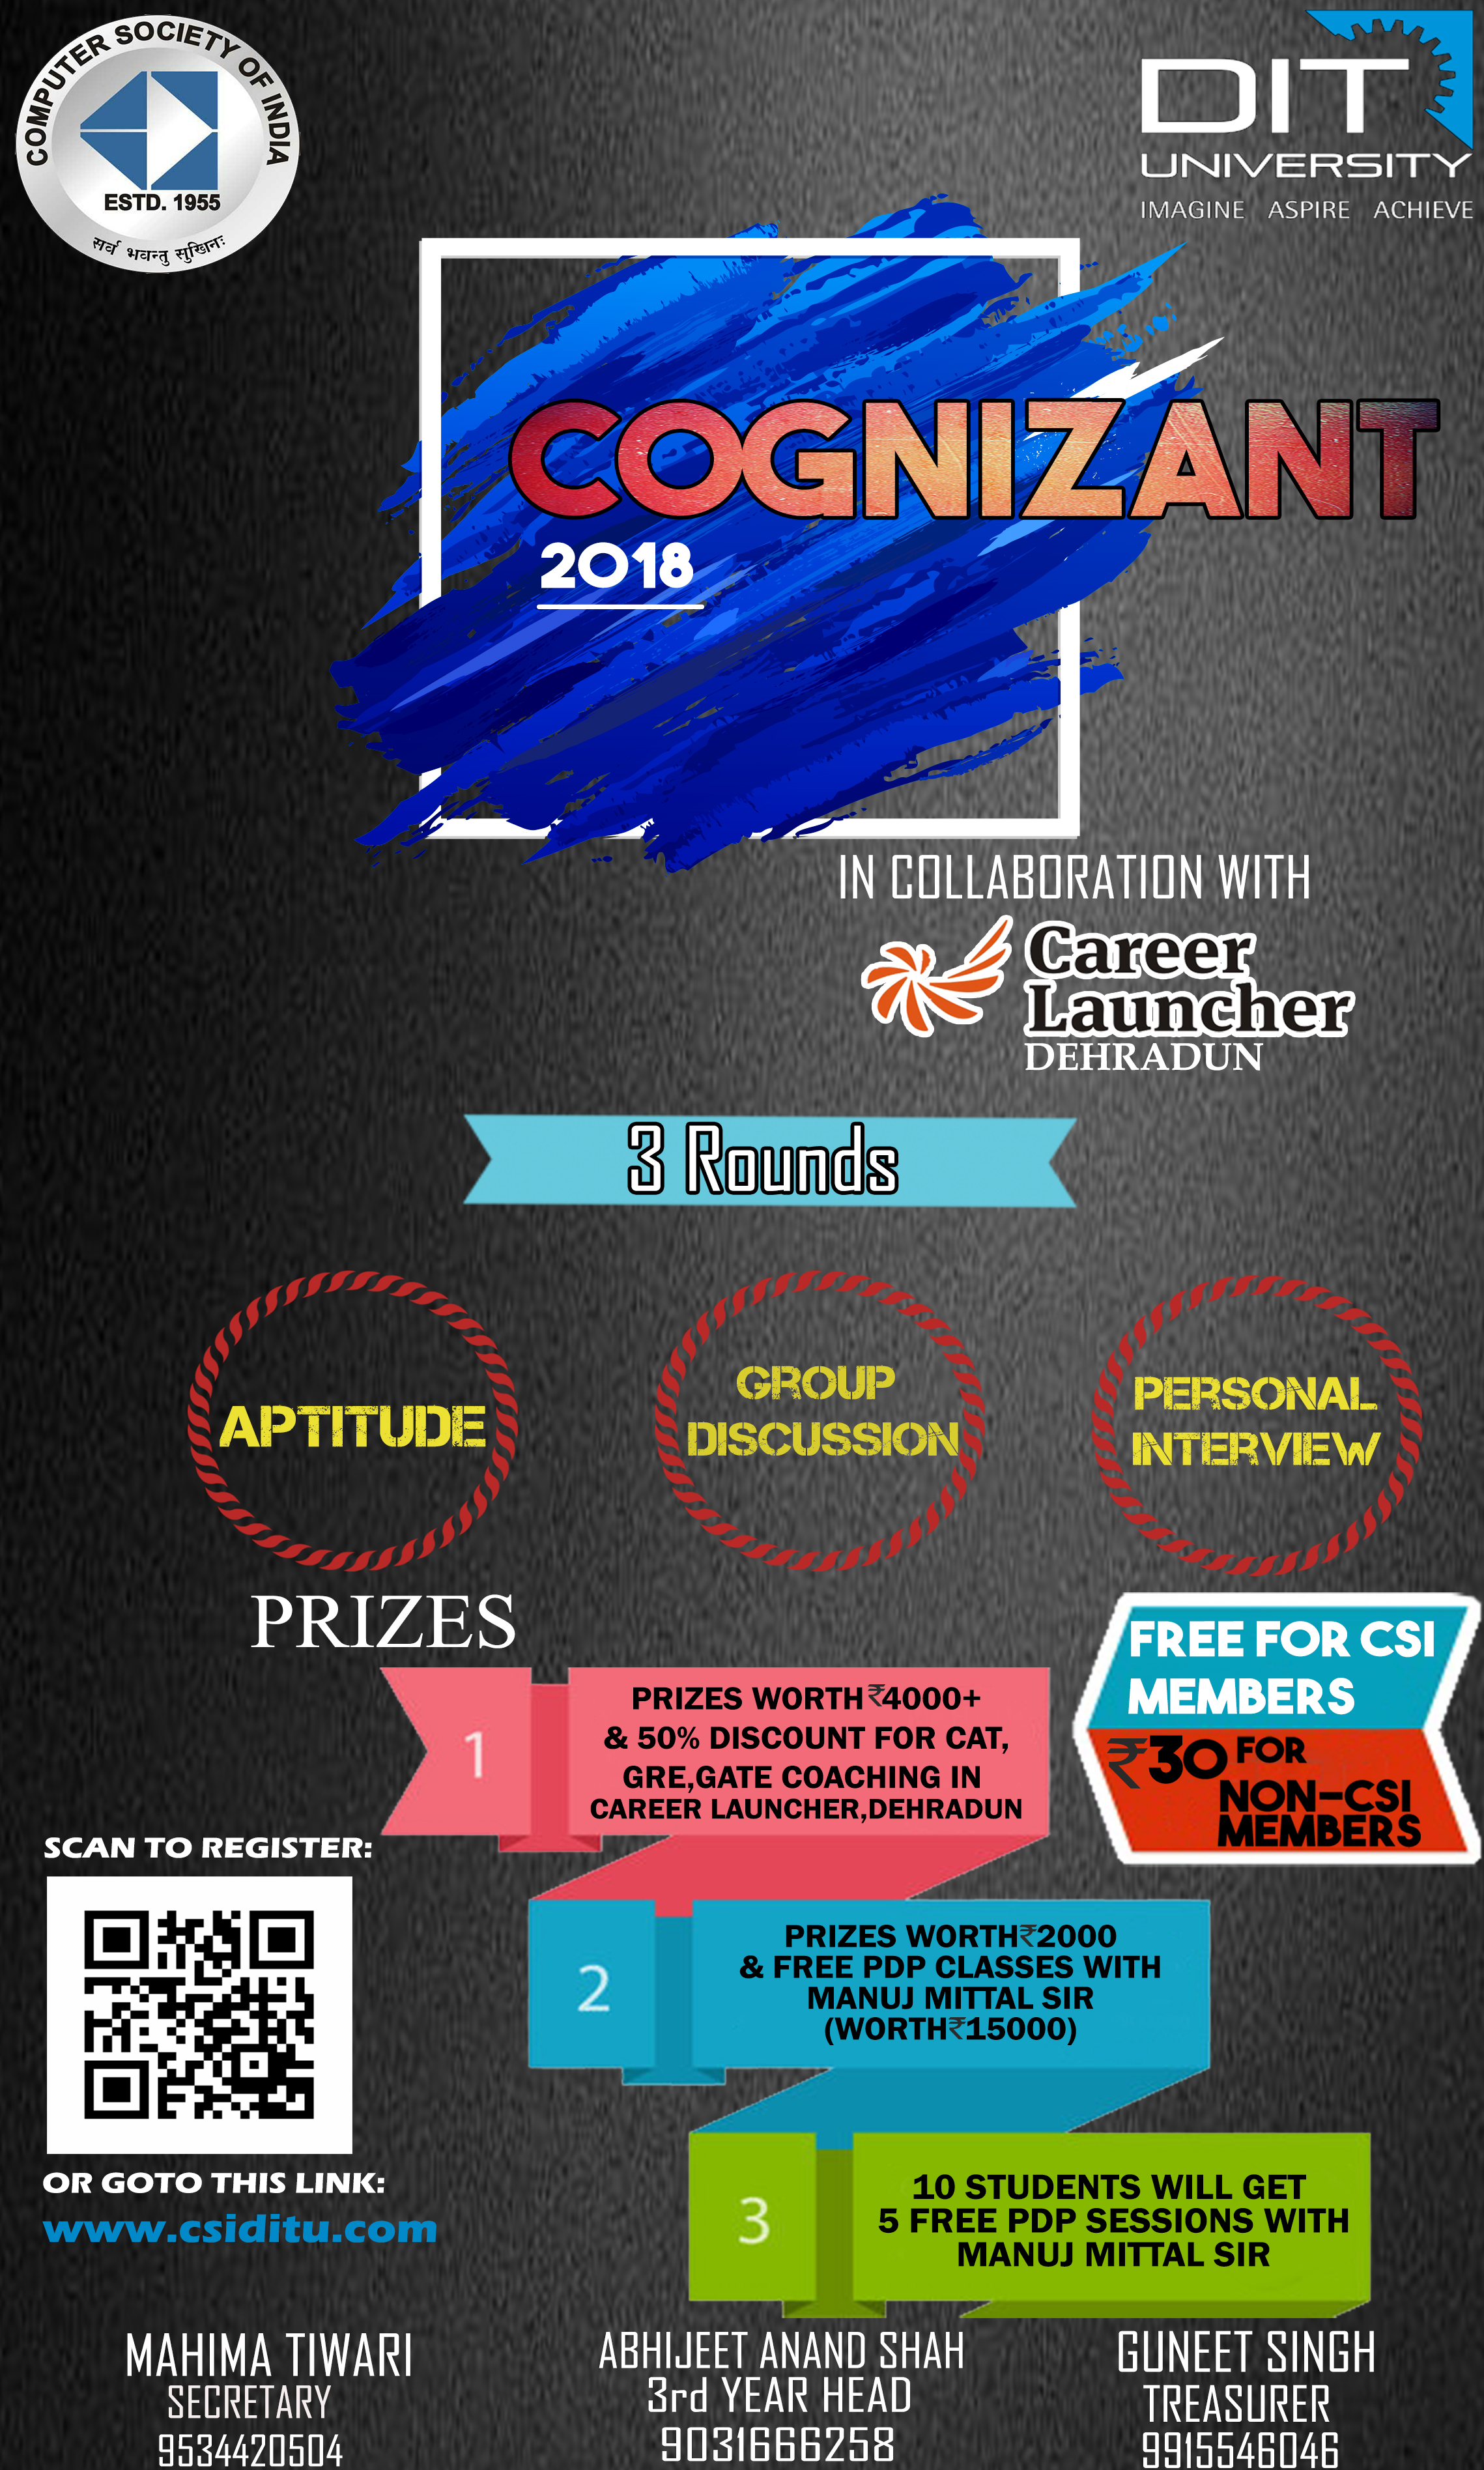 COMPUTER SOCIETY OF INDIA
ESTD. 1955
सर्व भवन्तु सुखिनः
DIT
UNIVERSITY
IMAGINE ASPIRE ACHIEVE
COGNIZANT
2018
IN COLLABORATION WITH
Career
Launcher
DEHRADUN
3 Rounds
APTITUDE
GROUP
DISCUSSION
PERSONAL
INTERVIEW
PRIZES
FREE FOR CSI
MEMBERS
₹30 FOR
NON-CSI
MEMBERS
1
PRIZES WORTH ₹4000+
& 50% DISCOUNT FOR CAT,
GRE,GATE COACHING IN
CAREER LAUNCHER,DEHRADUN
2
PRIZES WORTH₹2000
& FREE PDP CLASSES WITH
MANUJ MITTAL SIR
(WORTH₹15000)
3
10 STUDENTS WILL GET
5 FREE PDP SESSIONS WITH
MANUJ MITTAL SIR
SCAN TO REGISTER:
OR GOTO THIS LINK:
www.csiditu.com
MAHIMA TIWARI
SECRETARY
9534420504
ABHIJEET ANAND SHAH
3rd YEAR HEAD
9031666258
GUNEET SINGH
TREASURER
9915546046